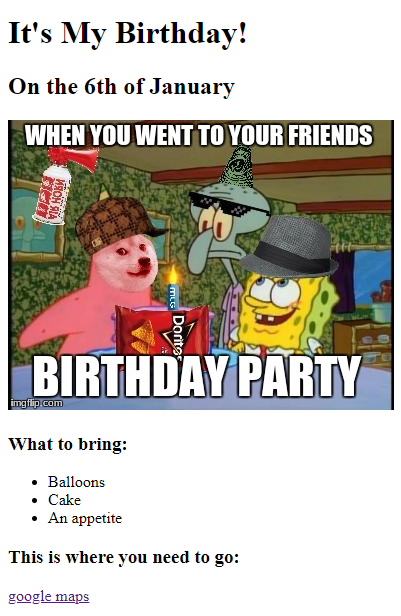 It's My Birthday!
On the 6th of January
WHEN YOU WENT TO YOUR FRIENDS
MLG
Doritos
BIRTHDAY PARTY
imgflip.com
What to bring:
Balloons
Cake
An appetite
This is where you need to go:
google maps